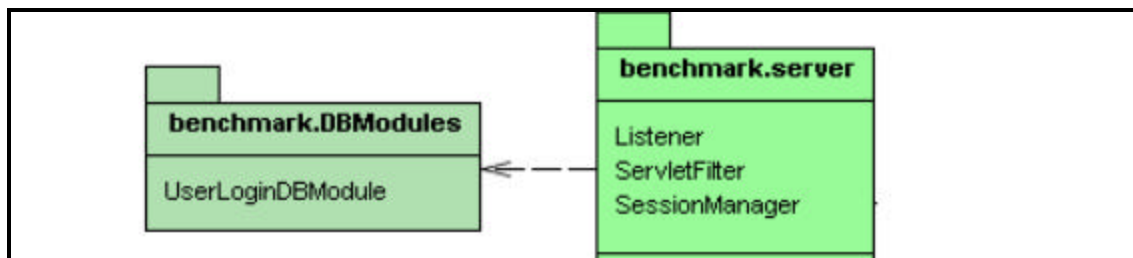 benchmark.server
benchmark.DBModules
Listener
ServletFilter
SessionManager
UserLoginDBModule